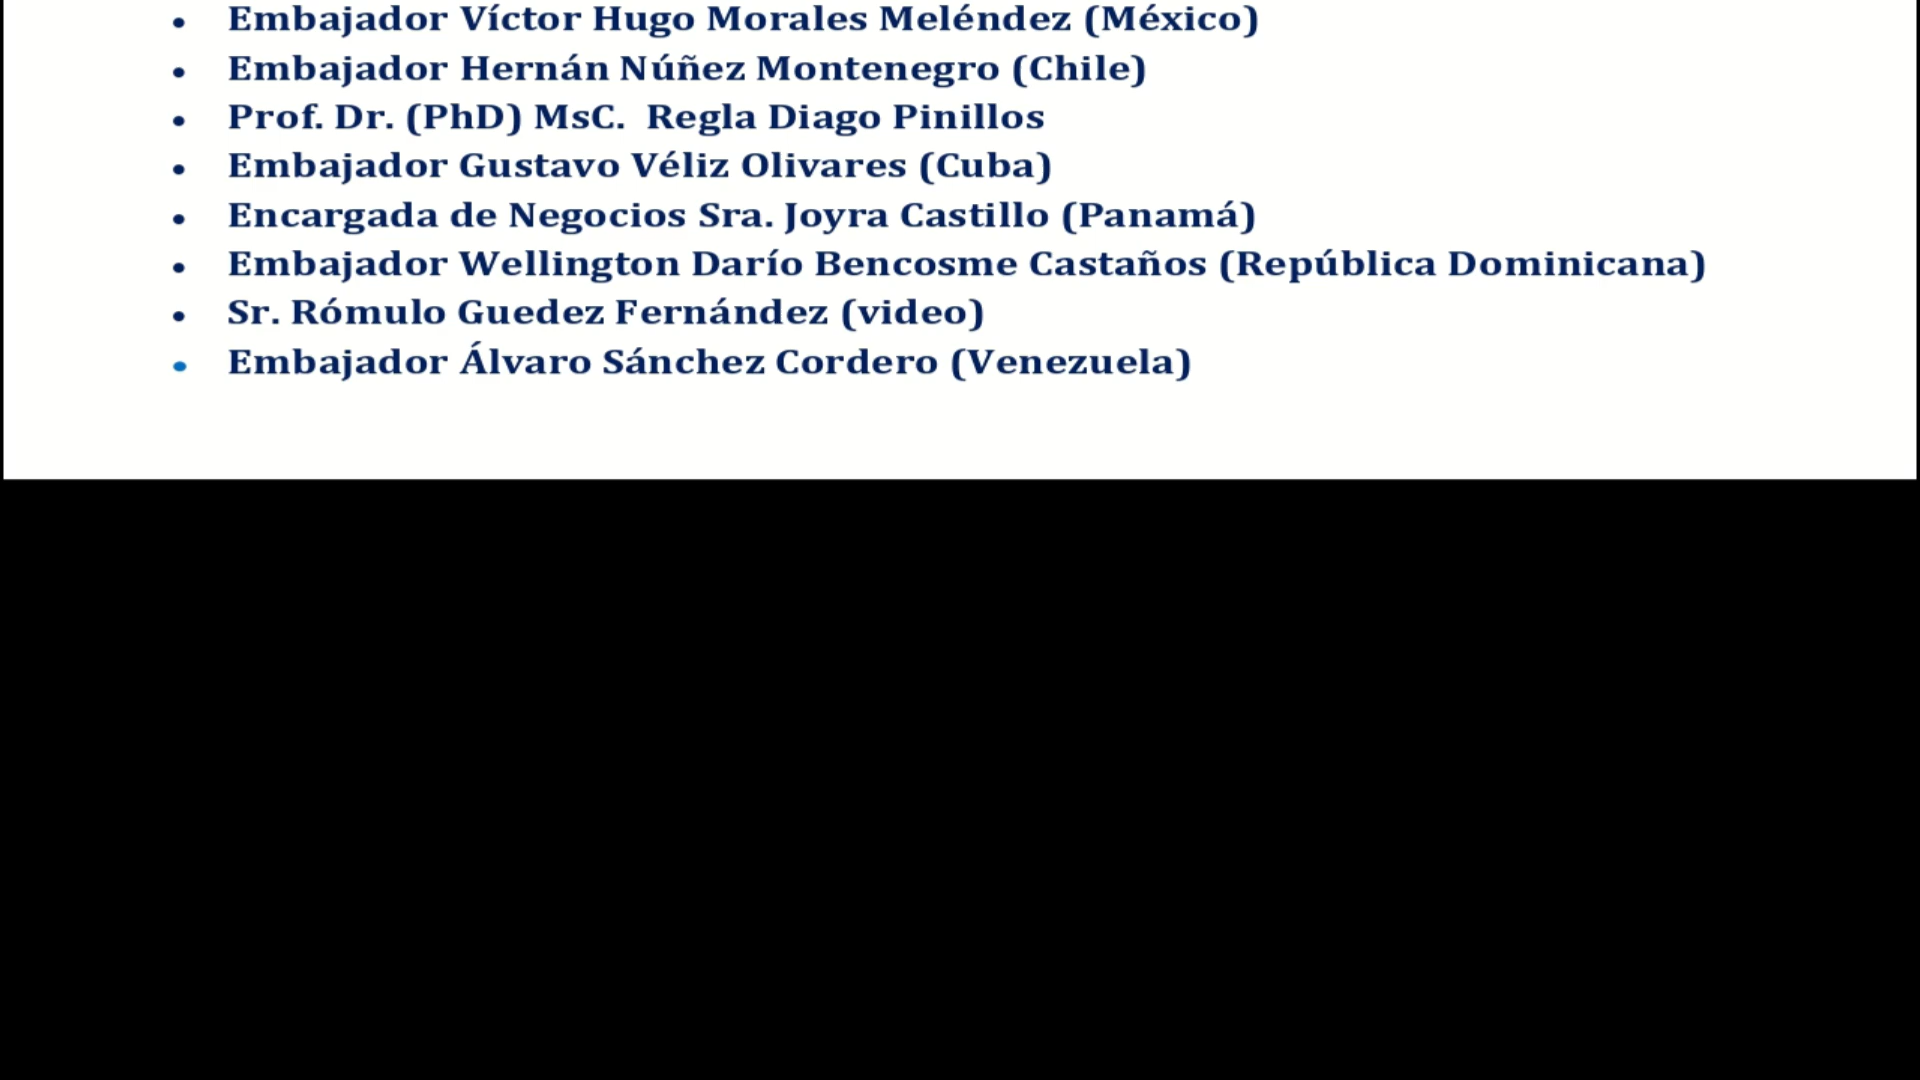 • Embajador Víctor Hugo Morales Meléndez (México)
• Embajador Hernán Núñez Montenegro (Chile)
• Prof. Dr. (PhD) MsC.  Regla Diago Pinillos
• Embajador Gustavo Véliz Olivares (Cuba)
• Encargada de Negocios Sra. Joyra Castillo (Panamá)
• Embajador Wellington Darío Bencosme Castaños (República Dominicana)
• Sr. Rómulo Guedez Fernández (video)
• Embajador Álvaro Sánchez Cordero (Venezuela)